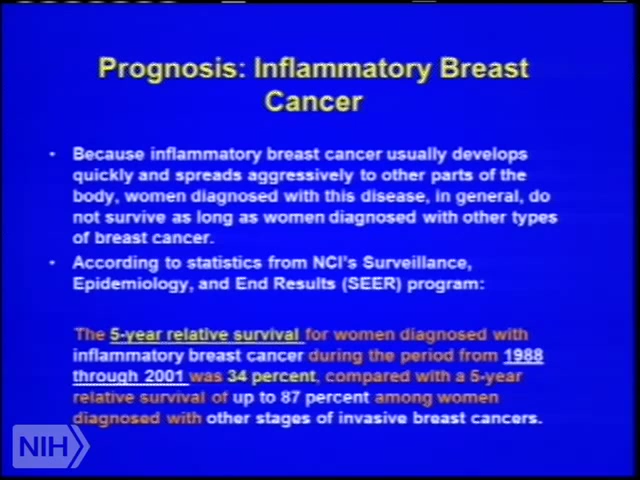 Prognosis: Inflammatory Breast
Cancer
• Because inflammatory breast cancer usually develops
quickly and spreads aggressively to other parts of the
body, women diagnosed with this disease, in general, do
not survive as long as women diagnosed with other types
of breast cancer.
• According to statistics from NCI's Surveillance,
Epidemiology, and End Results (SEER) program:
The 5-year relative survival for women diagnosed with
inflammatory breast cancer during the period from 1988
through 2001 was 34 percent, compared with a 5-year
relative survival of up to 87 percent among women
diagnosed with other stages of invasive breast cancers.
NIH